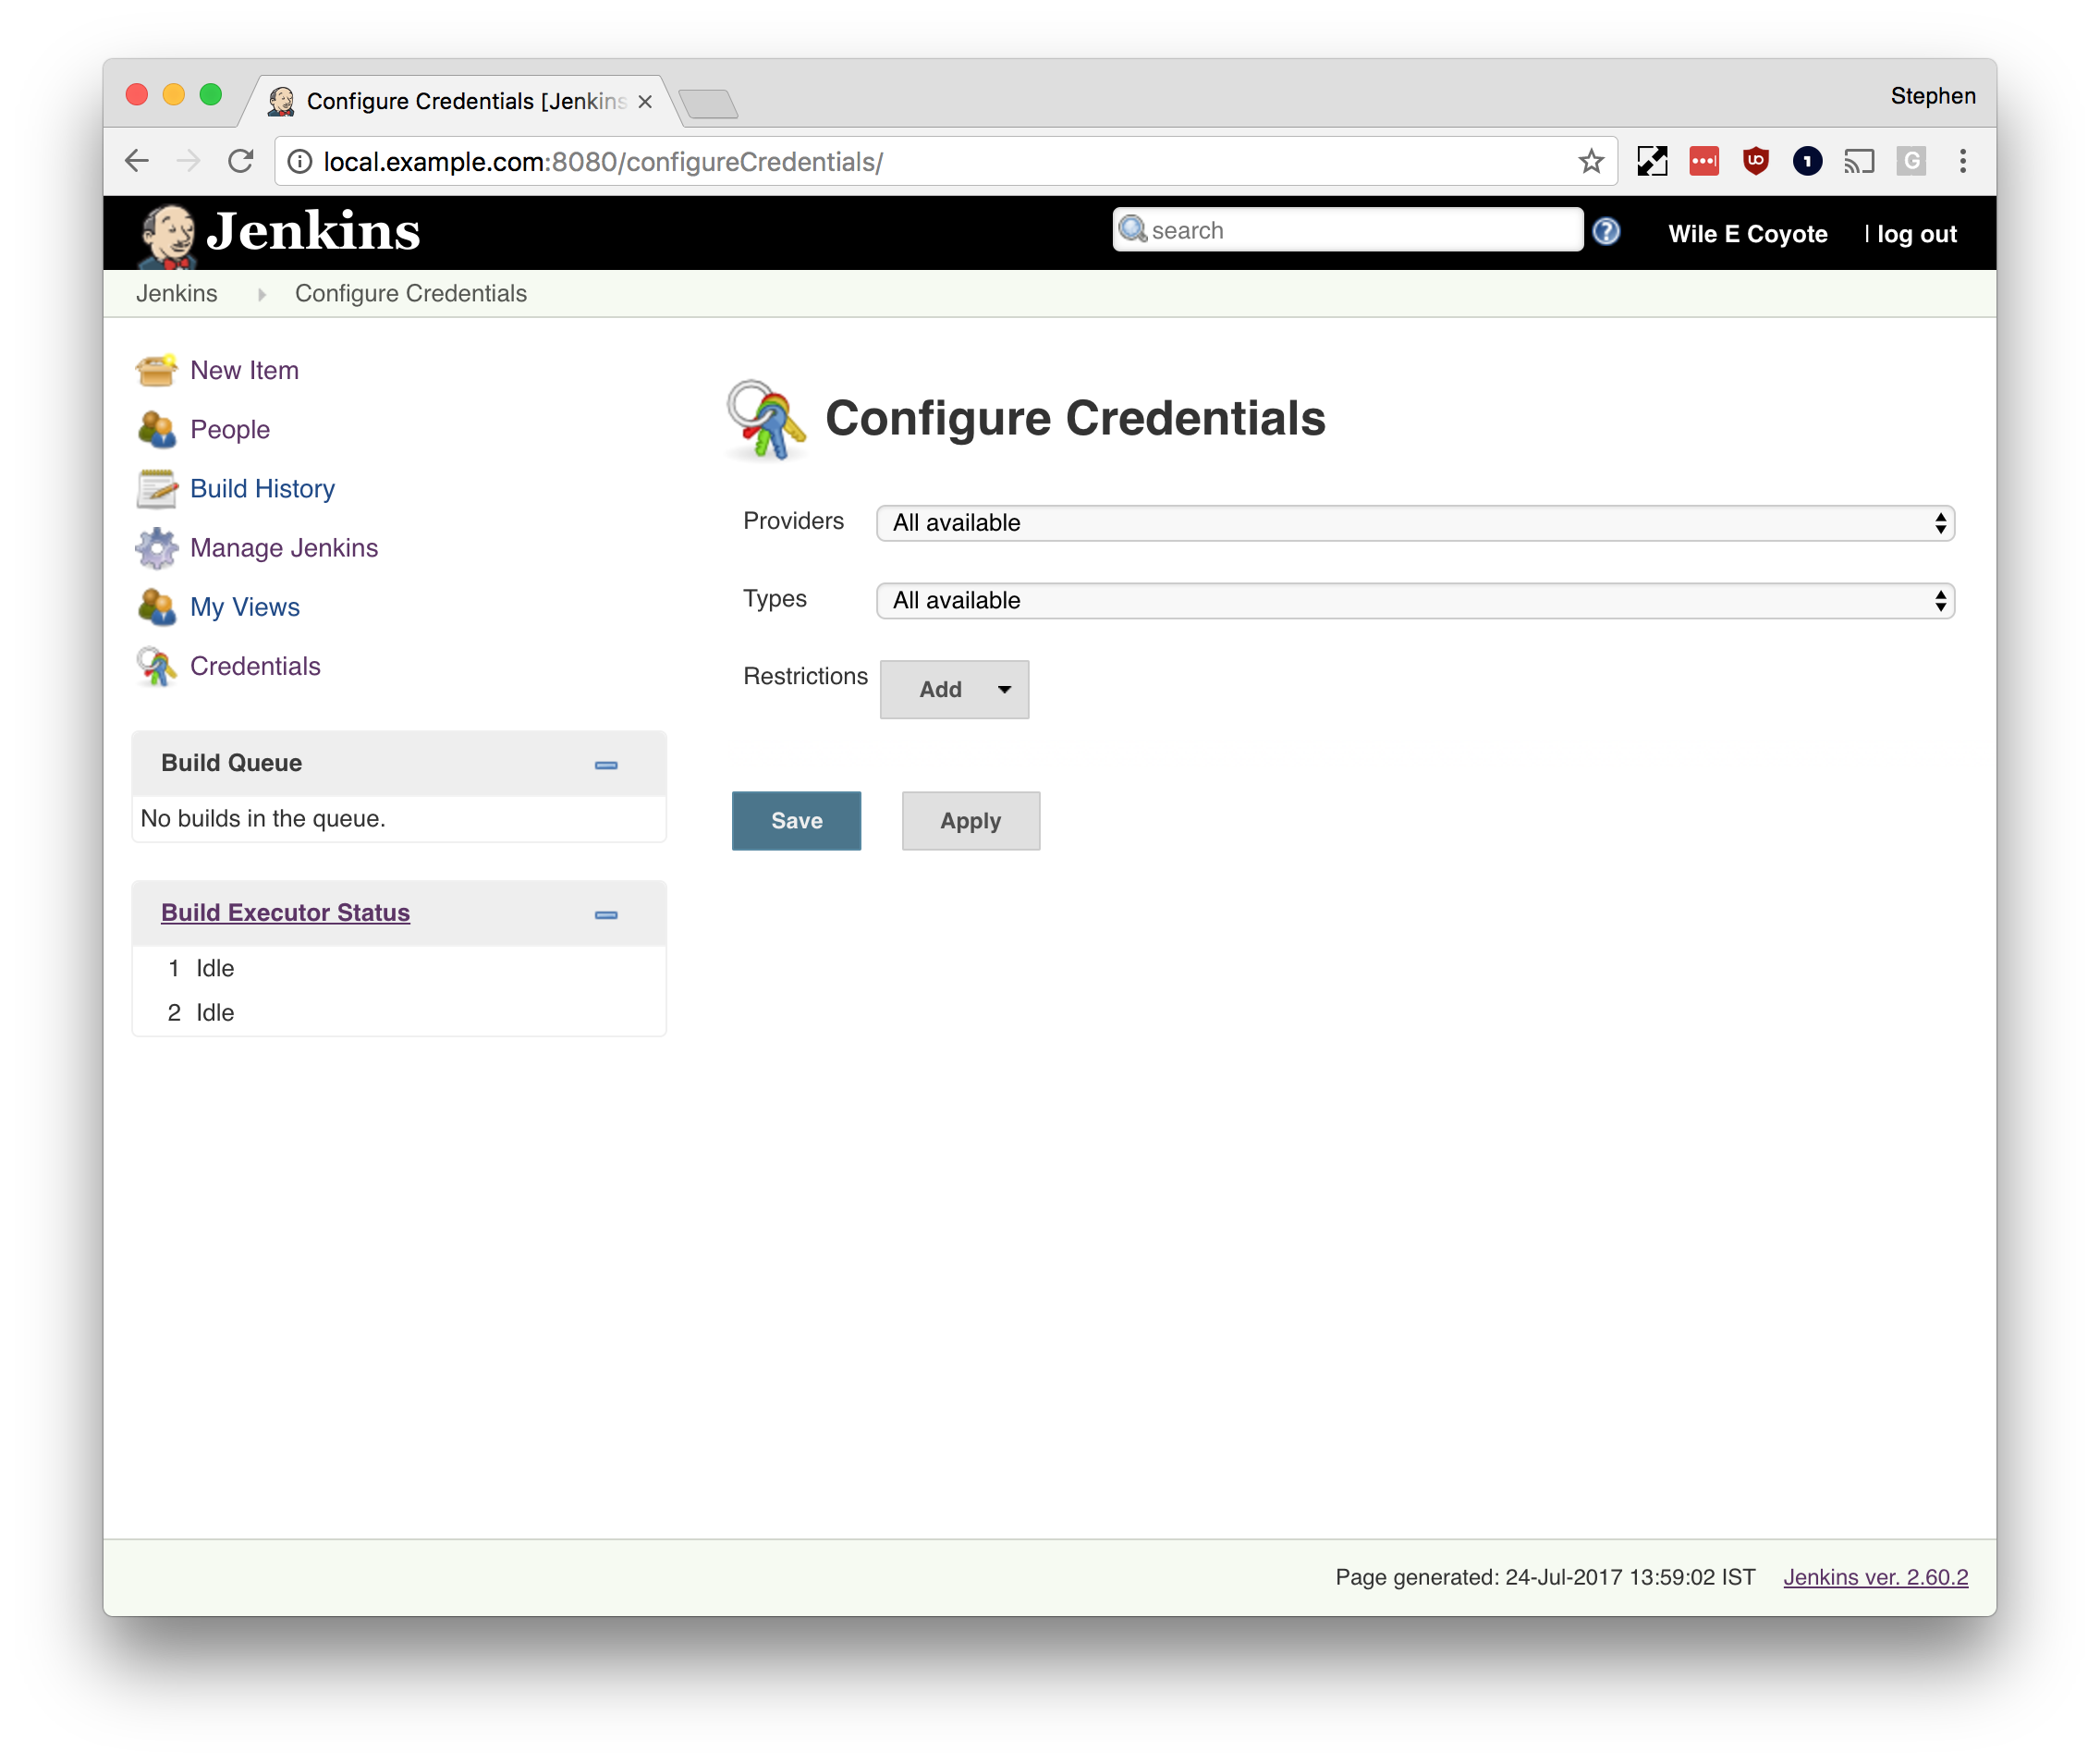 Configure Credentials [Jenkins
Stephen
local.example.com:8080/configureCredentials/
Jenkins
search
Wile E Coyote
| log out
Jenkins
Configure Credentials
New Item
People
Build History
Manage Jenkins
My Views
Credentials
Build Queue
No builds in the queue.
Build Executor Status
1 Idle
2 Idle
Configure Credentials
Providers All available
Types All available
Restrictions Add
Save Apply
Page generated: 24-Jul-2017 13:59:02 IST Jenkins ver. 2.60.2